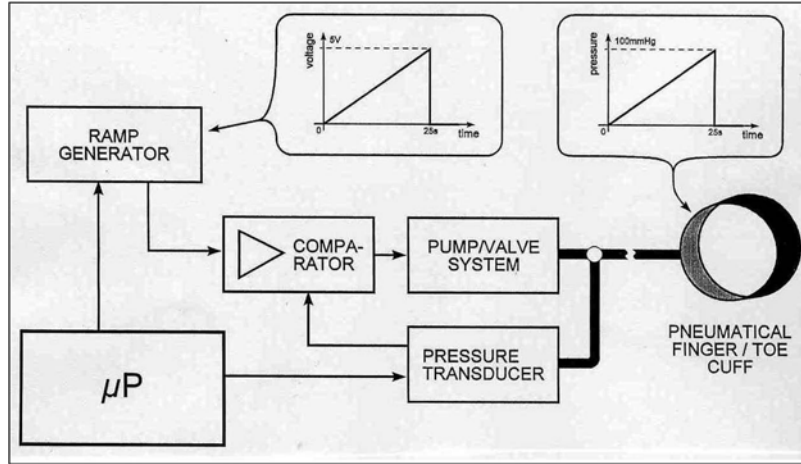 5V
voltage
0
25s
time
100mmHg
pressure
0
25s
time
RAMP
GENERATOR
COMPA-
RATOR
PUMP/VALVE
SYSTEM
PRESSURE
TRANSDUCER
µP
PNEUMATICAL
FINGER / TOE
CUFF